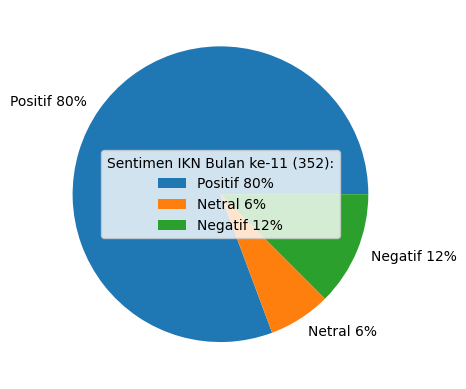 Positif 80%
Sentimen IKN Bulan ke-11 (352):
Positif 80%
Netral 6%
Negatif 12%
Negatif 12%
Netral 6%